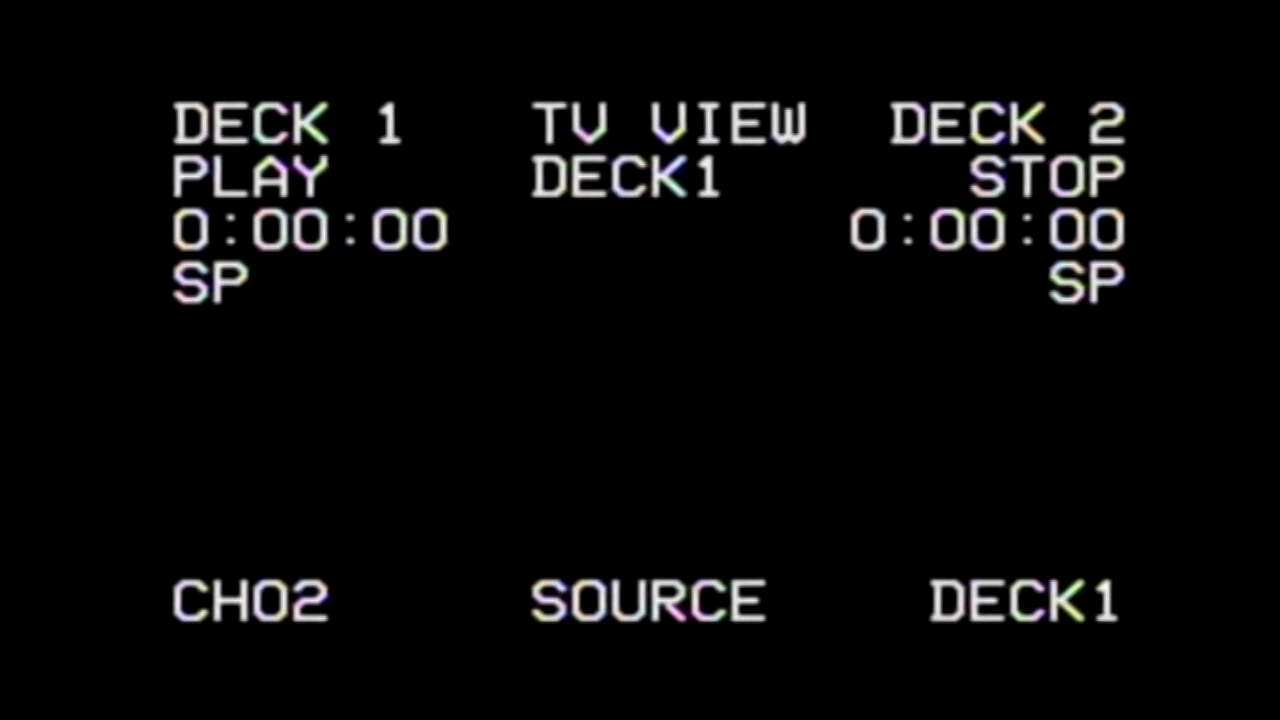 DECK 1 TV VIEW DECK 2
PLAY DECK1 STOP
0:00:00 0:00:00
SP SP
CH02 SOURCE DECK1